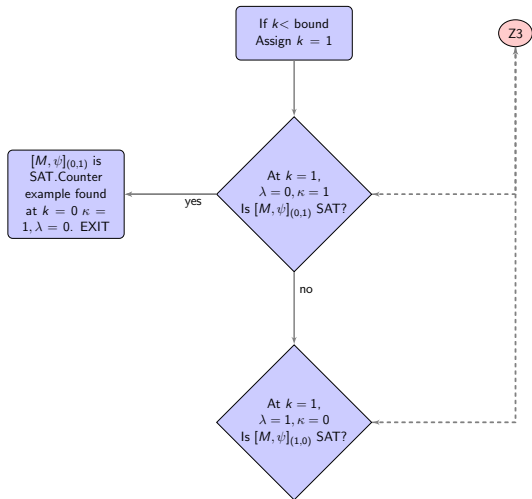 If k< bound
Assign k = 1
Z3
[M, ψ](0,1) is
SAT.Counter
example found
at k = 0 κ =
1, λ = 0. EXIT
yes
At k = 1,
λ = 0, κ = 1
Is [M, ψ](0,1) SAT?
no
At k = 1,
λ = 1, κ = 0
Is [M, ψ](1,0) SAT?